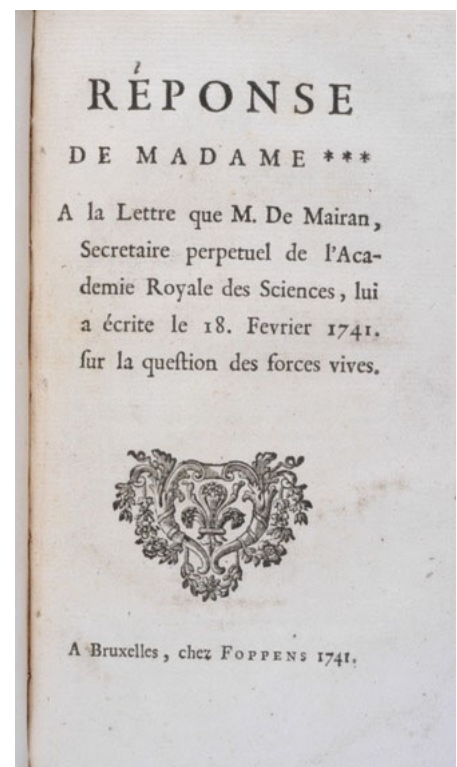 RÉPONSE
DE MADAME ***
A la Lettre que M. De Mairan,
Secretaire perpetuel de l'Aca-
demie Royale des Sciences, lui
a écrite le 18. Fevrier 1741.
ſur la queſtion des forces vives.
A Bruxelles, chez FOPPENS 1741.